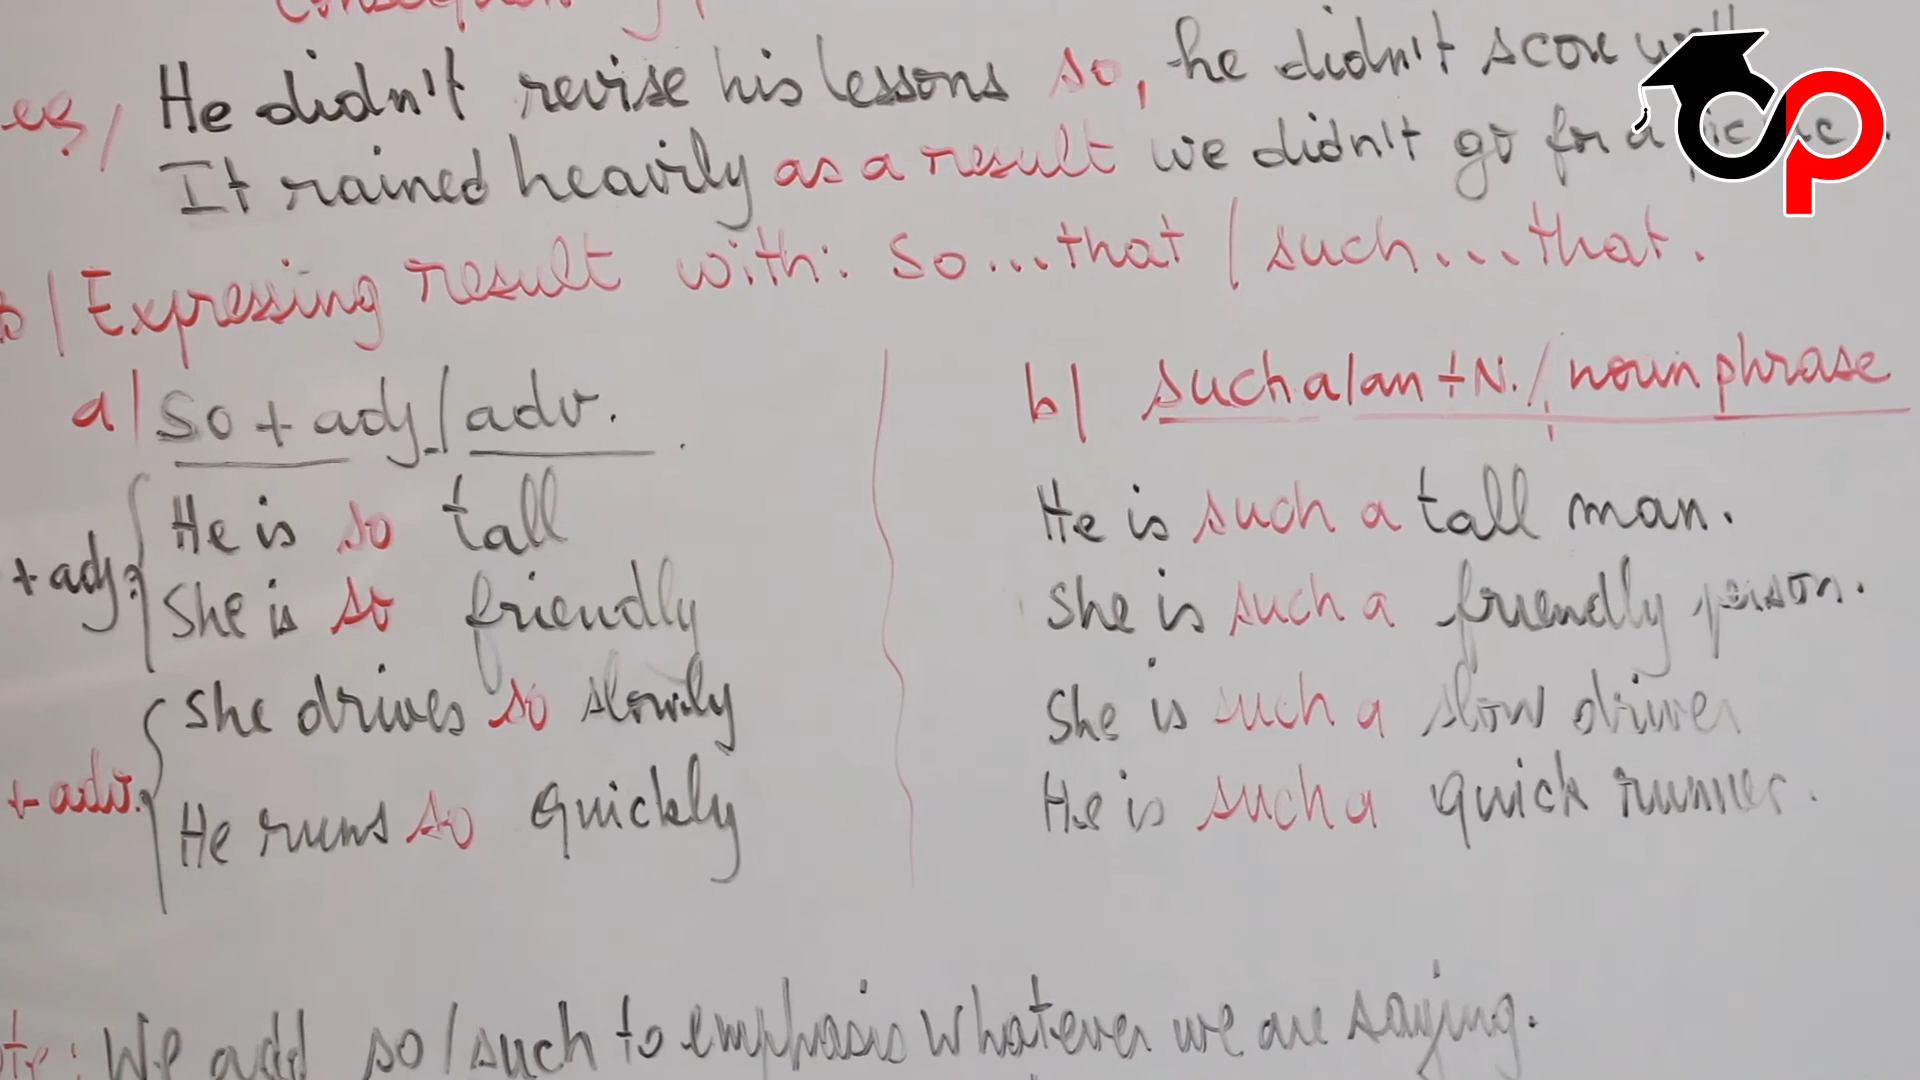 eg/ He didn't revise his lessons so, he didn't score
It rained heavily as a result we didn't go for a
b/ Expressing result with: So...that / such...that.
a/ So + adj / adv.
+ adj:
He is so tall
She is so friendly
+ adv.
She drives so slowly
He runs so quickly
b/ such a/an + N. / noun phrase
He is such a tall man.
She is such a friendly person.
She is such a slow driver
He is such a quick runner.
We add so/such to emphasis whatever we are saying.